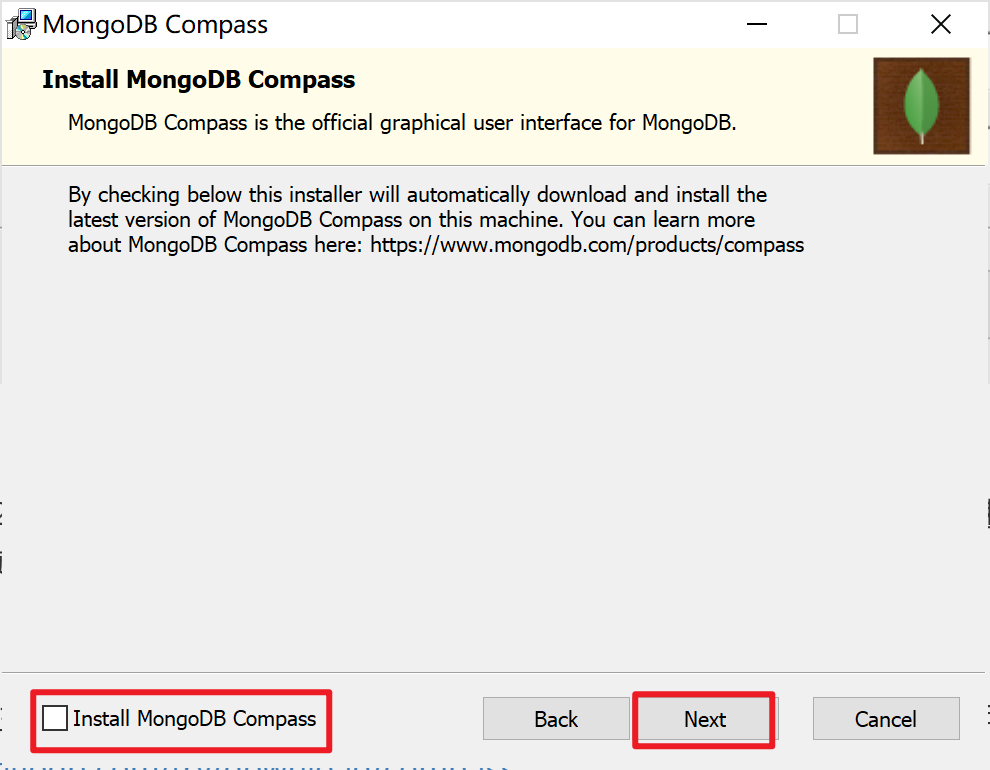 MongoDB Compass
Install MongoDB Compass
MongoDB Compass is the official graphical user interface for MongoDB.
By checking below this installer will automatically download and install the
latest version of MongoDB Compass on this machine. You can learn more
about MongoDB Compass here: https://www.mongodb.com/products/compass
Install MongoDB Compass
Back
Next
Cancel